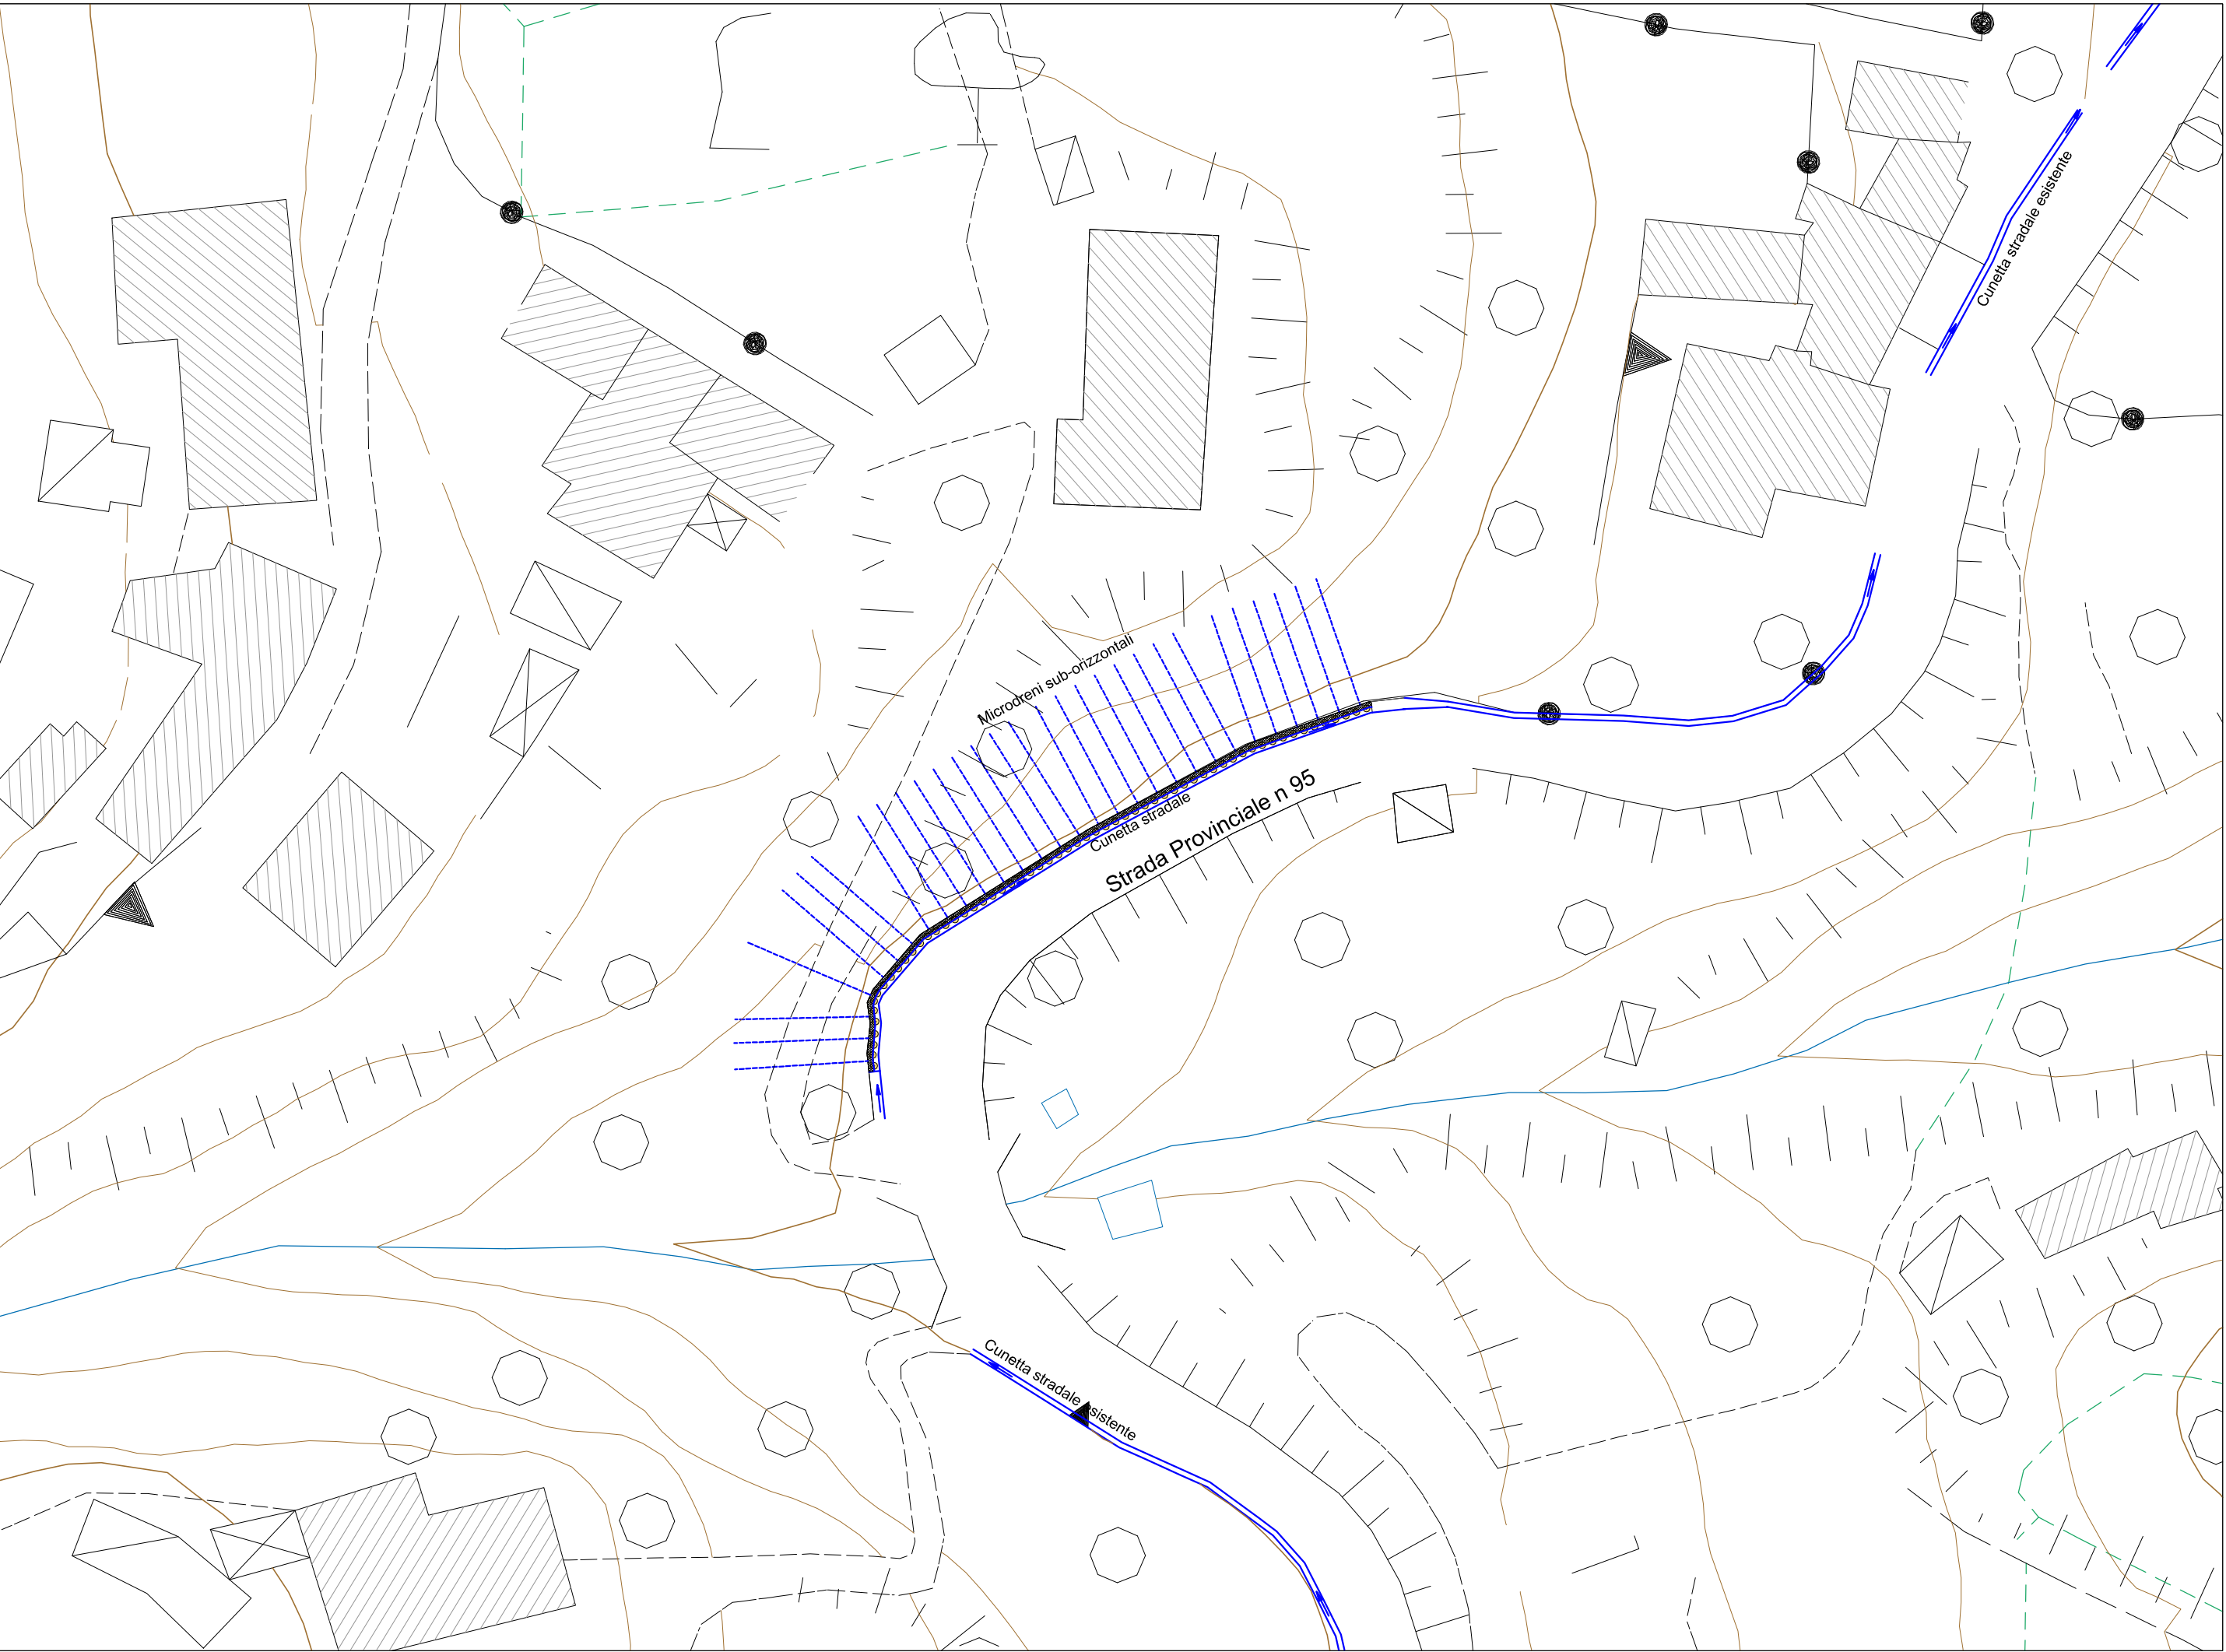 Cunetta stradale esistente
Microdreni sub-orizzontali
Cunetta stradale
Strada Provinciale n 95
Cunetta stradale esistente